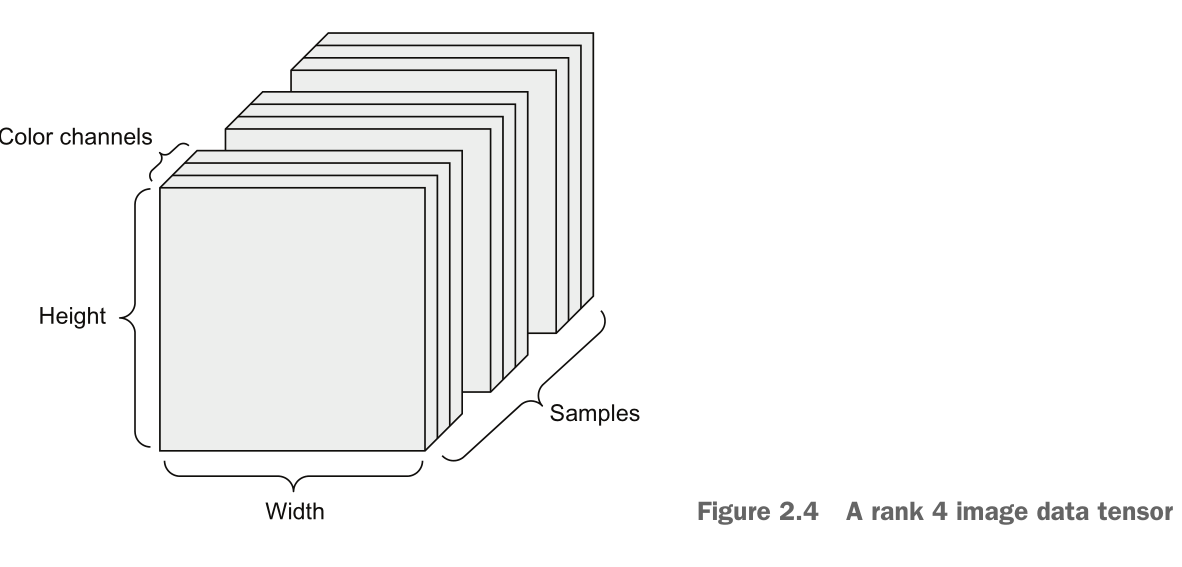 Color channels
Height
Samples
Width
Figure 2.4 A rank 4 image data tensor